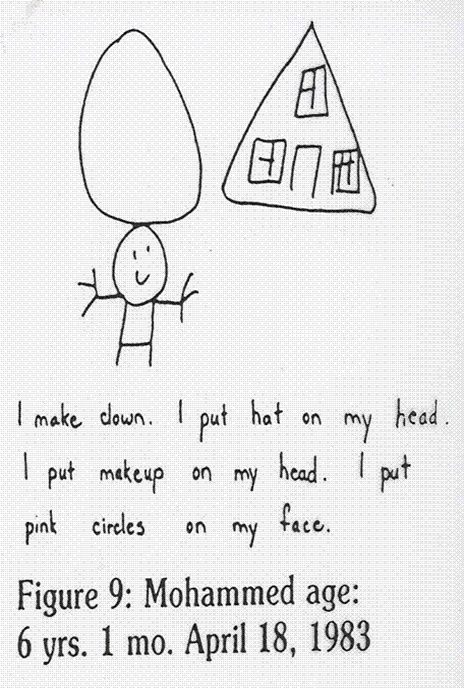 I make clown. I put hat on my head.
I put makeup on my head. I put
pink circles on my face.
Figure 9: Mohammed age:
6 yrs. 1 mo. April 18, 1983